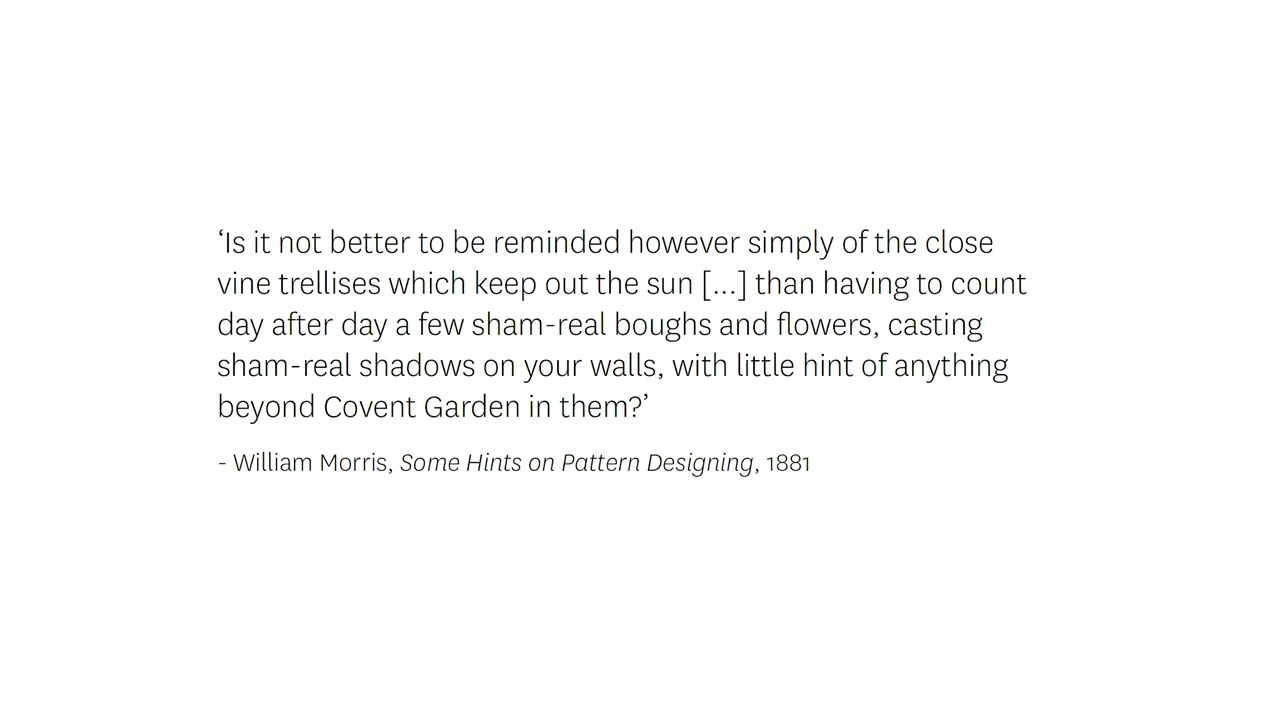 ‘Is it not better to be reminded however simply of the close
vine trellises which keep out the sun [...] than having to count
day after day a few sham-real boughs and flowers, casting
sham-real shadows on your walls, with little hint of anything
beyond Covent Garden in them?’
- William Morris, Some Hints on Pattern Designing, 1881